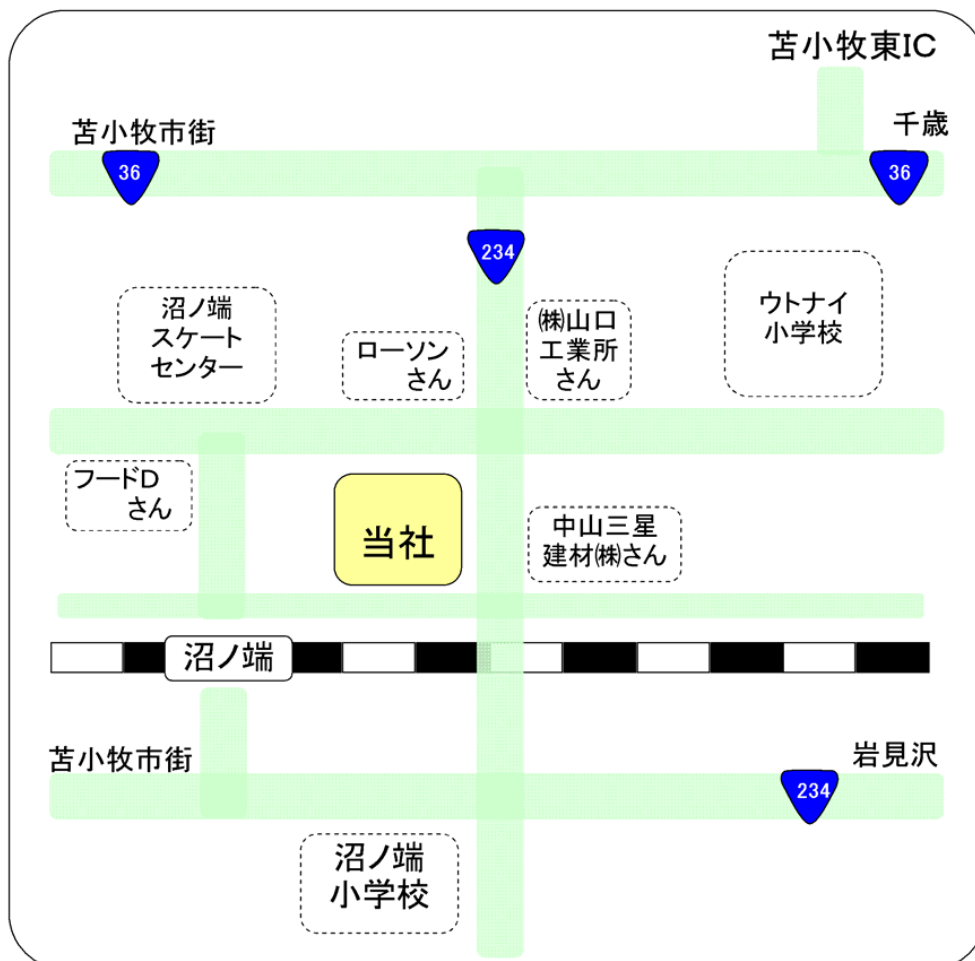 苫小牧東IC
苫小牧市街
千歳
36
36
234
沼ノ端
スケート
センター
ローソン
さん
㈱山口
工業所
さん
ウトナイ
小学校
フードD
さん
当社
中山三星
建材㈱さん
沼ノ端
苫小牧市街
岩見沢
234
沼ノ端
小学校